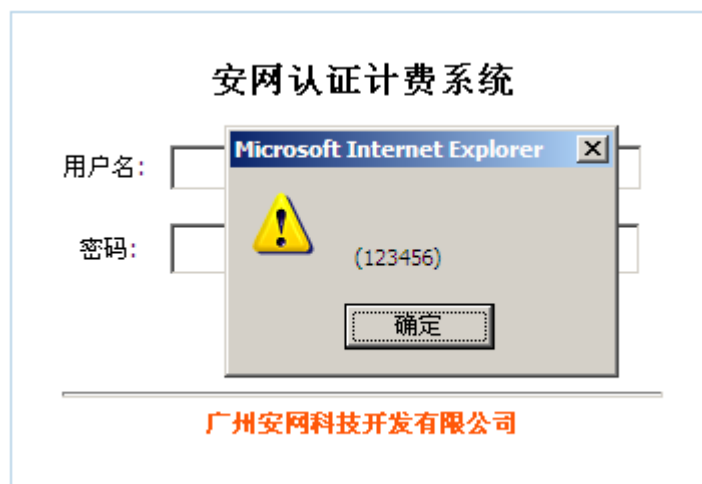 安网认证计费系统
用户名:
Microsoft Internet Explorer
密码:
(123456)
确定
广州安网科技开发有限公司